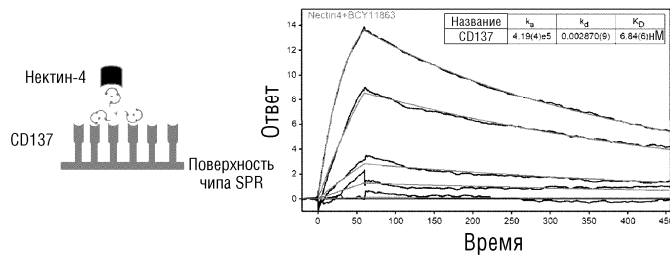 Нектин-4
CD137
Поверхность
чипа SPR
Nectin4+BCY11863
Название ka kd KD
CD137 4.19(4)e5 0.002870(9) 6.84(6)нМ
Ответ
14
12
10
8
6
4
2
0
0 50 100 150 200 250 300 350 400 450
Время